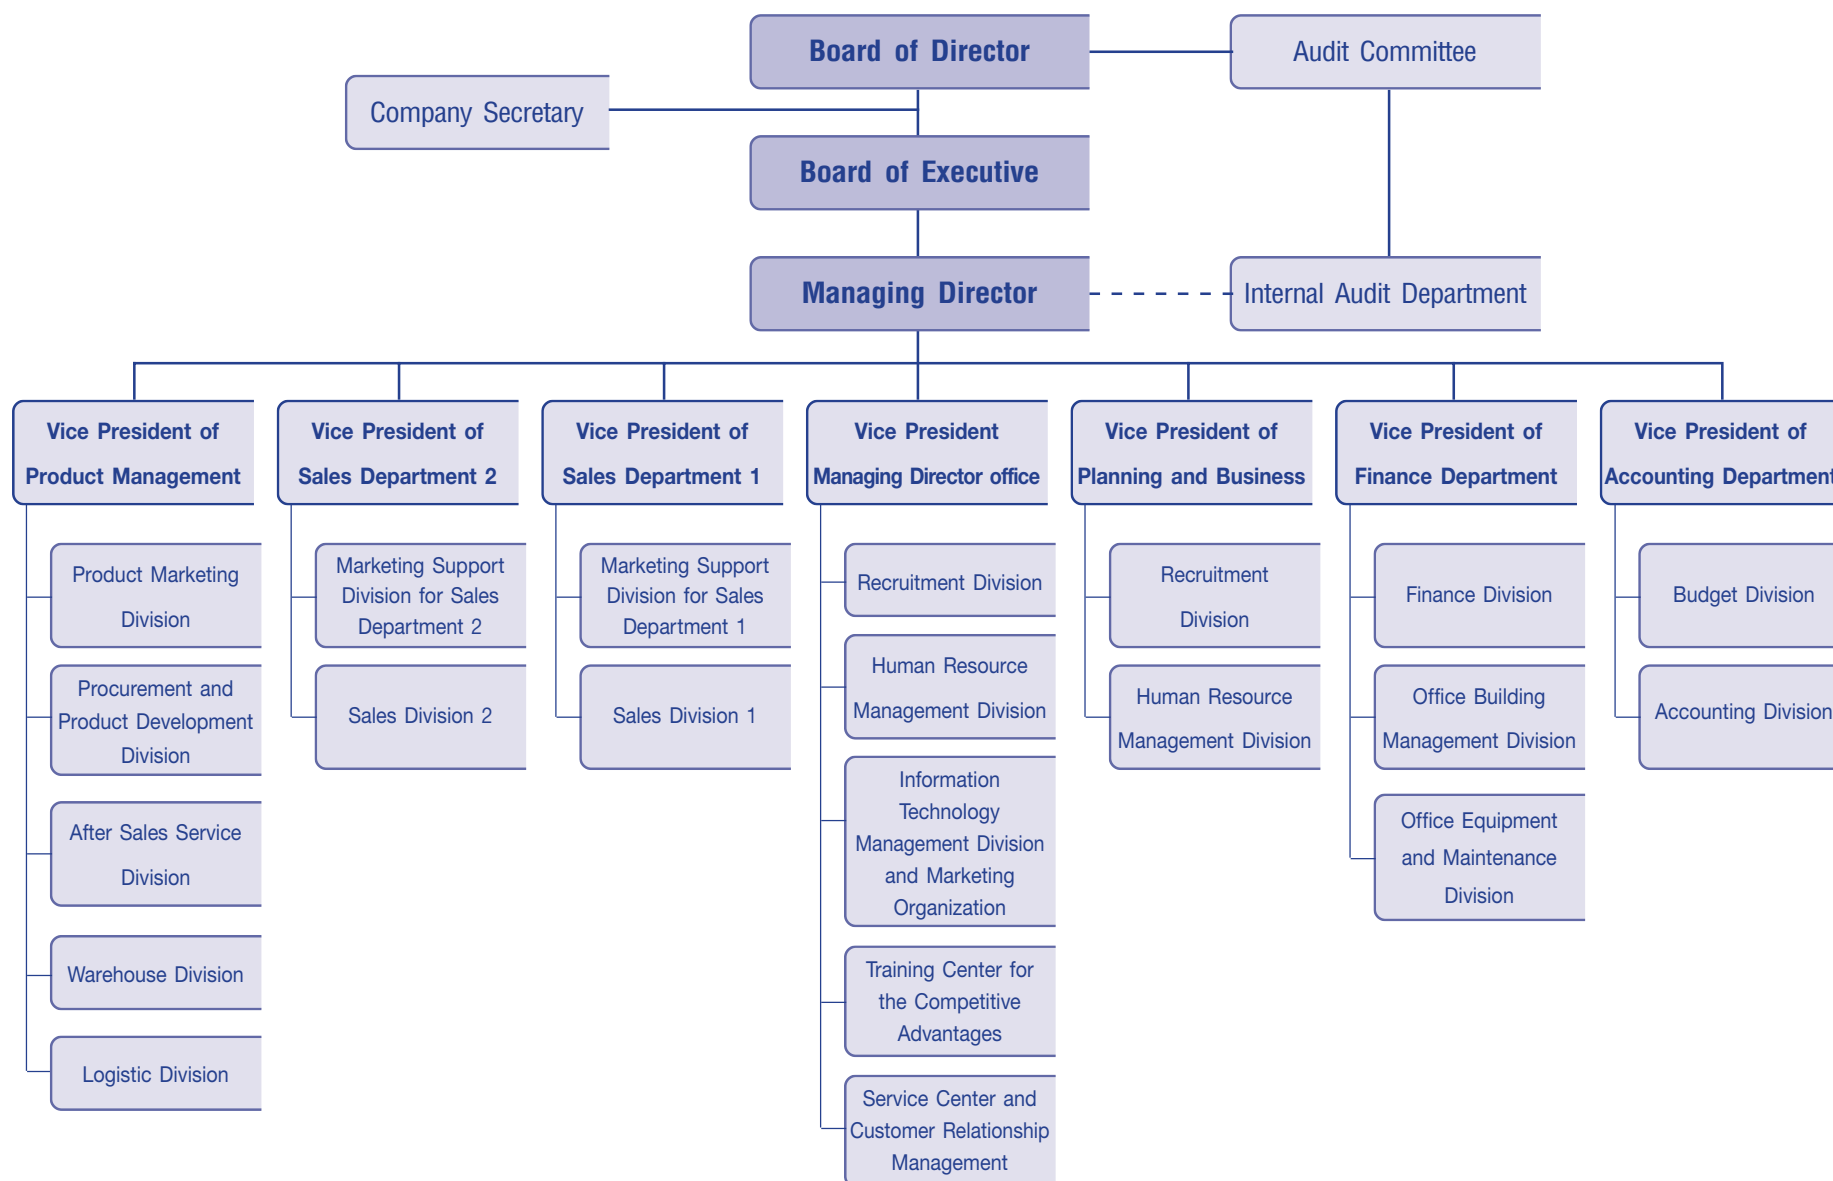 Board of Director
Audit Committee
Company Secretary
Board of Executive
Managing Director
Internal Audit Department
Vice President of
Product Management
Vice President of
Sales Department 2
Vice President of
Sales Department 1
Vice President
Managing Director office
Vice President of
Planning and Business
Vice President of
Finance Department
Vice President of
Accounting Department
Product Marketing
Division
Procurement and
Product Development
Division
After Sales Service
Division
Warehouse Division
Logistic Division
Marketing Support
Division for Sales
Department 2
Sales Division 2
Marketing Support
Division for Sales
Department 1
Sales Division 1
Recruitment Division
Human Resource
Management Division
Information
Technology
Management Division
and Marketing
Organization
Training Center for
the Competitive
Advantages
Service Center and
Customer Relationship
Management
Recruitment
Division
Human Resource
Management Division
Finance Division
Office Building
Management Division
Office Equipment
and Maintenance
Division
Budget Division
Accounting Division